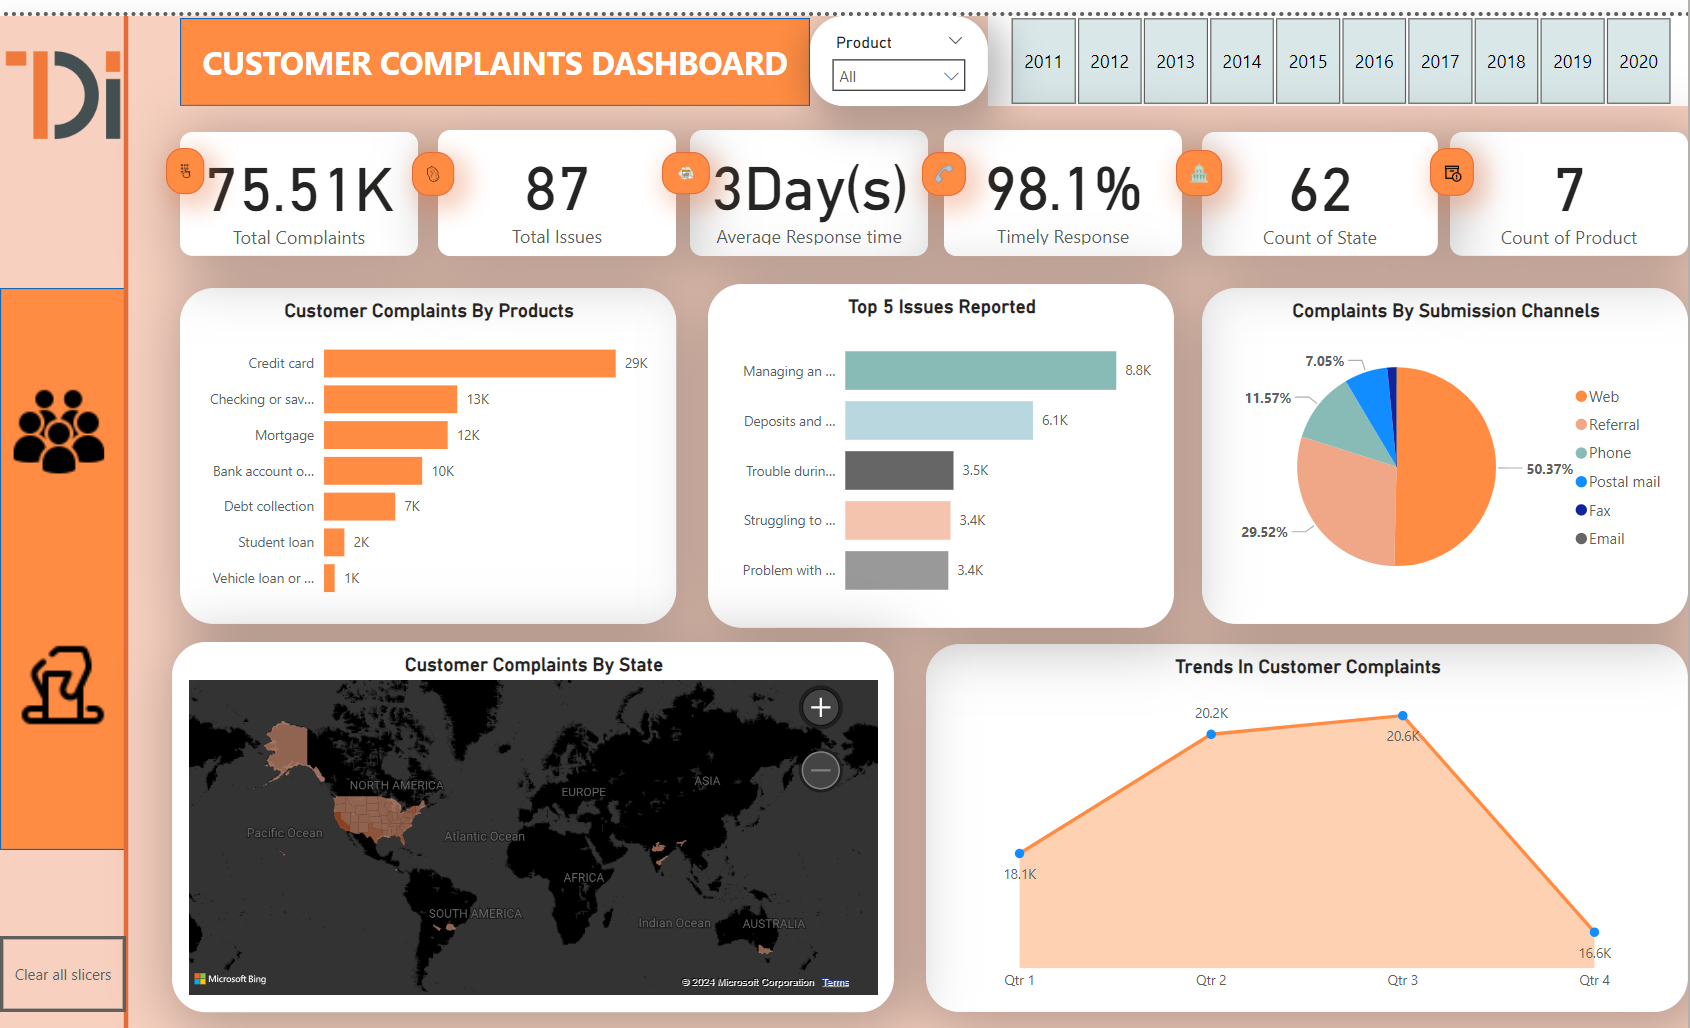 TDi
CUSTOMER COMPLAINTS DASHBOARD
Product
All
2011 2012 2013 2014 2015 2016 2017 2018 2019 2020
75.51K
Total Complaints
87
Total Issues
3Day(s)
Average Response time
98.1%
Timely Response
62
Count of State
7
Count of Product
Customer Complaints By Products
Credit card 29K
Checking or sav... 13K
Mortgage 12K
Bank account o... 10K
Debt collection 7K
Student loan 2K
Vehicle loan or ... 1K
Top 5 Issues Reported
Managing an ... 8.8K
Deposits and ... 6.1K
Trouble durin... 3.5K
Struggling to ... 3.4K
Problem with ... 3.4K
Complaints By Submission Channels
7.05%
11.57%
50.37%
29.52%
Web
Referral
Phone
Postal mail
Fax
Email
Customer Complaints By State
NORTH AMERICA
EUROPE
ASIA
Pacific Ocean
Atlantic Ocean
AFRICA
SOUTH AMERICA
Indian Ocean
AUSTRALIA
Microsoft Bing
© 2024 Microsoft Corporation Terms
Trends In Customer Complaints
20.2K
20.6K
18.1K
16.6K
Qtr 1 Qtr 2 Qtr 3 Qtr 4
Clear all slicers